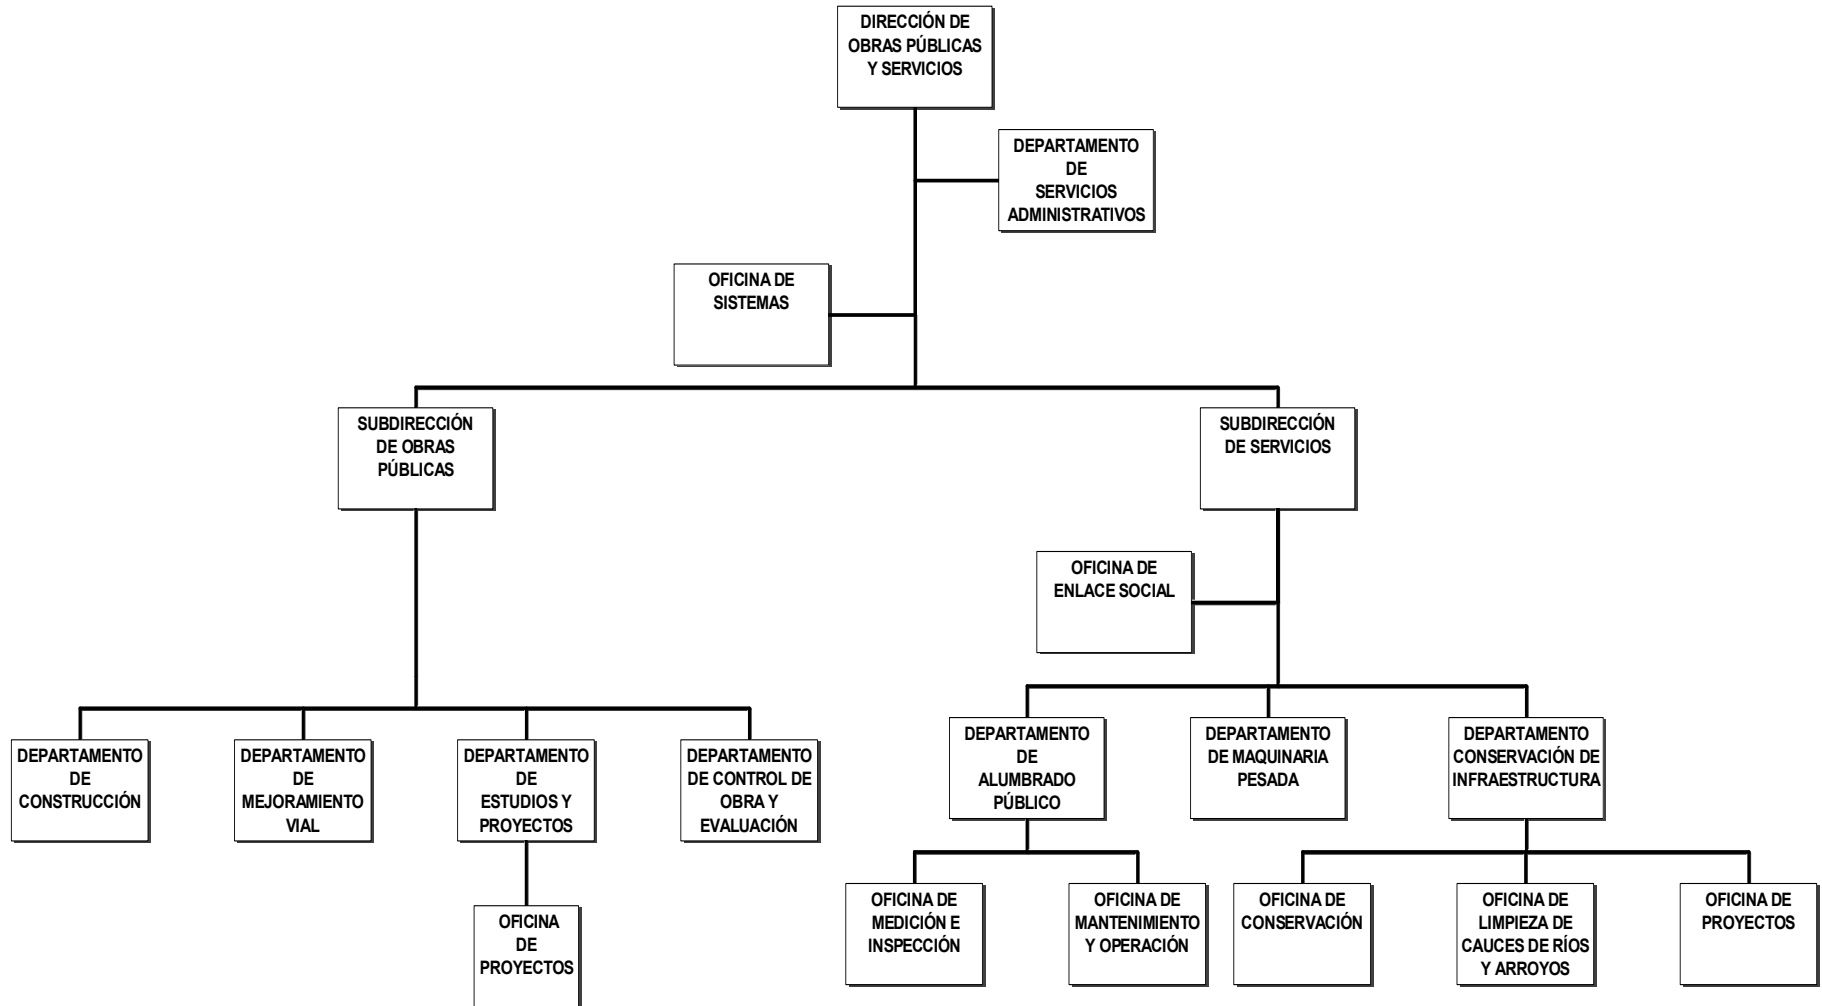 DIRECCIÓN DE
OBRAS PÚBLICAS
Y SERVICIOS
DEPARTAMENTO
DE
SERVICIOS
ADMINISTRATIVOS
OFICINA DE
SISTEMAS
SUBDIRECCIÓN
DE OBRAS
PÚBLICAS
SUBDIRECCIÓN
DE SERVICIOS
OFICINA DE
ENLACE SOCIAL
DEPARTAMENTO
DE
CONSTRUCCIÓN
DEPARTAMENTO
DE
MEJORAMIENTO
VIAL
DEPARTAMENTO
DE
ESTUDIOS Y
PROYECTOS
DEPARTAMENTO
DE CONTROL DE
OBRA Y
EVALUACIÓN
DEPARTAMENTO
DE
ALUMBRADO
PÚBLICO
DEPARTAMENTO
DE MAQUINARIA
PESADA
DEPARTAMENTO
CONSERVACIÓN DE
INFRAESTRUCTURA
OFICINA
DE
PROYECTOS
OFICINA DE
MEDICIÓN E
INSPECCIÓN
OFICINA DE
MANTENIMIENTO
Y OPERACIÓN
OFICINA DE
CONSERVACIÓN
OFICINA DE
LIMPIEZA DE
CAUCES DE RÍOS
Y ARROYOS
OFICINA DE
PROYECTOS